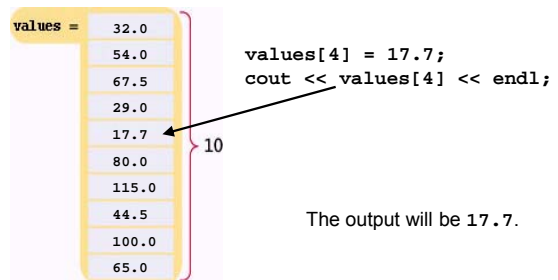 values =
32.0
54.0
67.5
29.0
17.7
80.0
115.0
44.5
100.0
65.0
10
values[4] = 17.7;
cout << values[4] << endl;
The output will be 17.7.